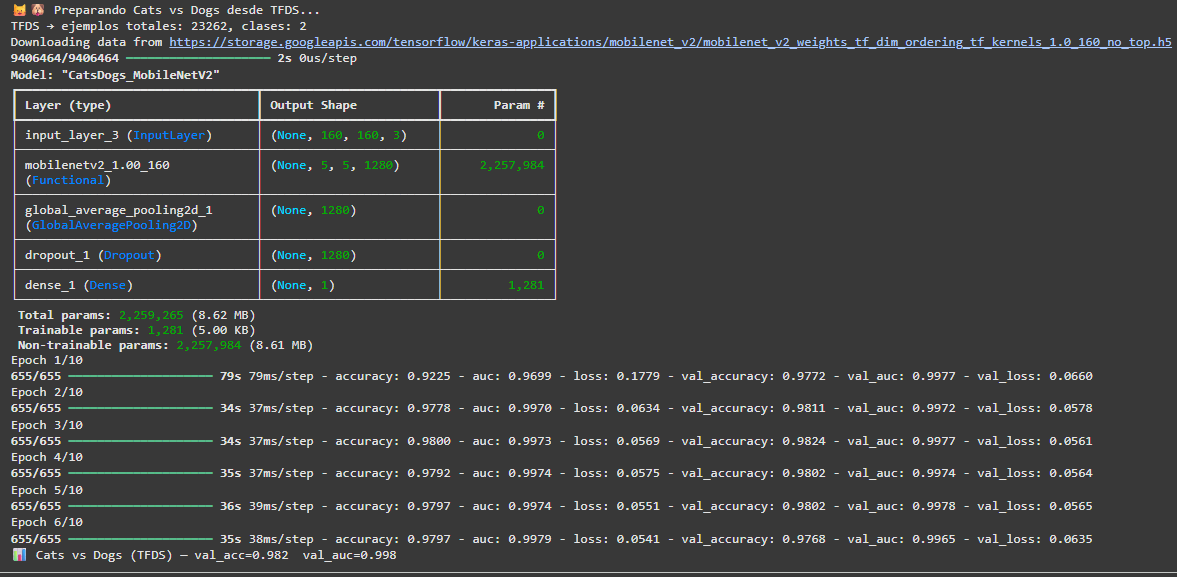 🐱🐶 Preparando Cats vs Dogs desde TFDS...
TFDS → ejemplos totales: 23262, clases: 2
Downloading data from https://storage.googleapis.com/tensorflow/keras-applications/mobilenet_v2/mobilenet_v2_weights_tf_dim_ordering_tf_kernels_1.0_160_no_top.h5
9406464/9406464 2s 0us/step
Model: "CatsDogs_MobileNetV2"
Layer (type) Output Shape Param #
input_layer_3 (InputLayer) (None, 160, 160, 3) 0
mobilenetv2_1.00_160 (None, 5, 5, 1280) 2,257,984
(Functional)
global_average_pooling2d_1 (None, 1280) 0
(GlobalAveragePooling2D)
dropout_1 (Dropout) (None, 1280) 0
dense_1 (Dense) (None, 1) 1,281
Total params: 2,259,265 (8.62 MB)
Trainable params: 1,281 (5.00 KB)
Non-trainable params: 2,257,984 (8.61 MB)
Epoch 1/10
655/655 79s 79ms/step - accuracy: 0.9225 - auc: 0.9699 - loss: 0.1779 - val_accuracy: 0.9772 - val_auc: 0.9977 - val_loss: 0.0660
Epoch 2/10
655/655 34s 37ms/step - accuracy: 0.9778 - auc: 0.9970 - loss: 0.0634 - val_accuracy: 0.9811 - val_auc: 0.9972 - val_loss: 0.0578
Epoch 3/10
655/655 34s 37ms/step - accuracy: 0.9800 - auc: 0.9973 - loss: 0.0569 - val_accuracy: 0.9824 - val_auc: 0.9977 - val_loss: 0.0561
Epoch 4/10
655/655 35s 37ms/step - accuracy: 0.9792 - auc: 0.9974 - loss: 0.0575 - val_accuracy: 0.9802 - val_auc: 0.9974 - val_loss: 0.0564
Epoch 5/10
655/655 36s 39ms/step - accuracy: 0.9797 - auc: 0.9974 - loss: 0.0551 - val_accuracy: 0.9802 - val_auc: 0.9978 - val_loss: 0.0565
Epoch 6/10
655/655 35s 38ms/step - accuracy: 0.9797 - auc: 0.9979 - loss: 0.0541 - val_accuracy: 0.9768 - val_auc: 0.9965 - val_loss: 0.0635
📊 Cats vs Dogs (TFDS) — val_acc=0.982 val_auc=0.998